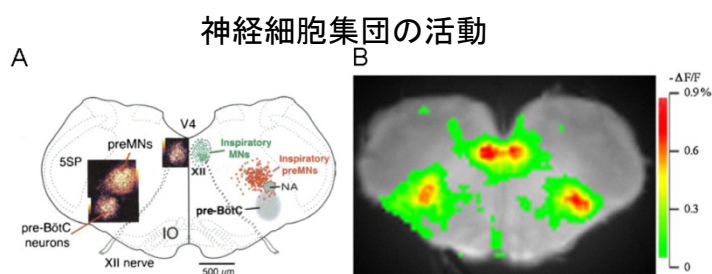 神経細胞集団の活動
A
V4
preMNs
5SP
Inspiratory
MNs
XII
Inspiratory
preMNs
NA
pre-BötC
pre-BötC
neurons
IO
XII nerve
500 µm
B
-ΔF/F
0.9%
0.6
0.3
0